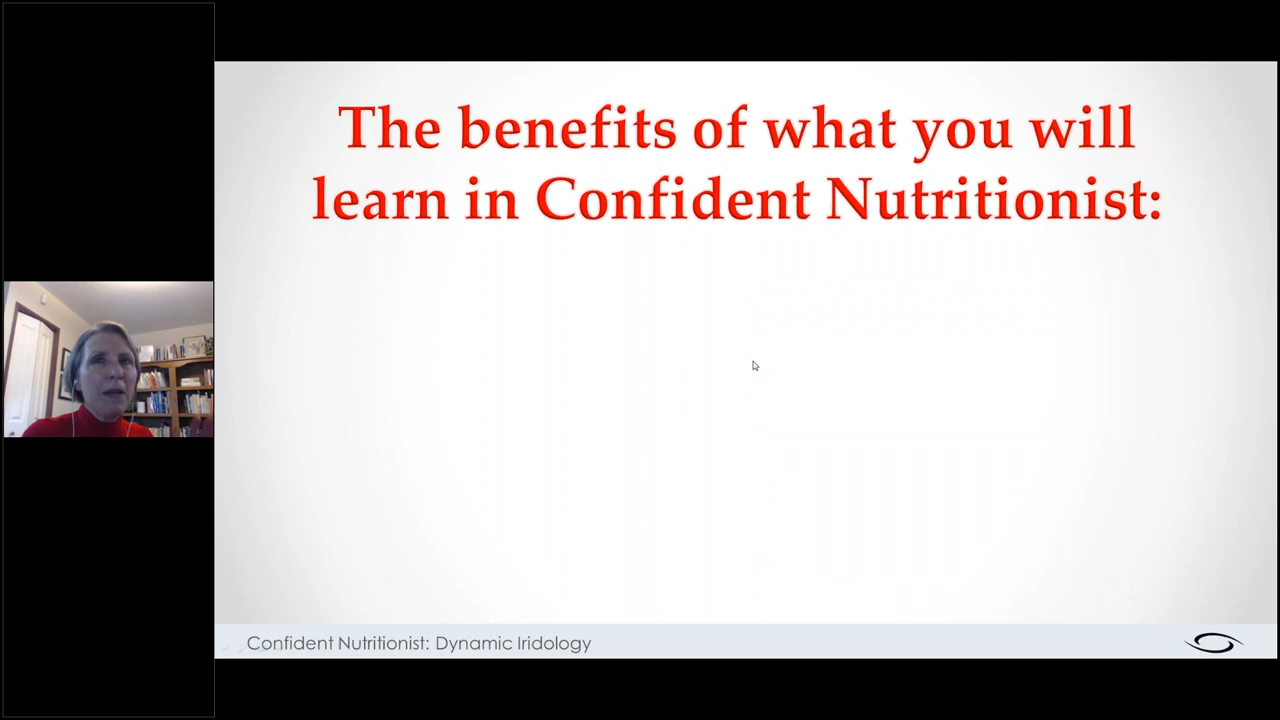 The benefits of what you will
learn in Confident Nutritionist:
Confident Nutritionist: Dynamic Iridology